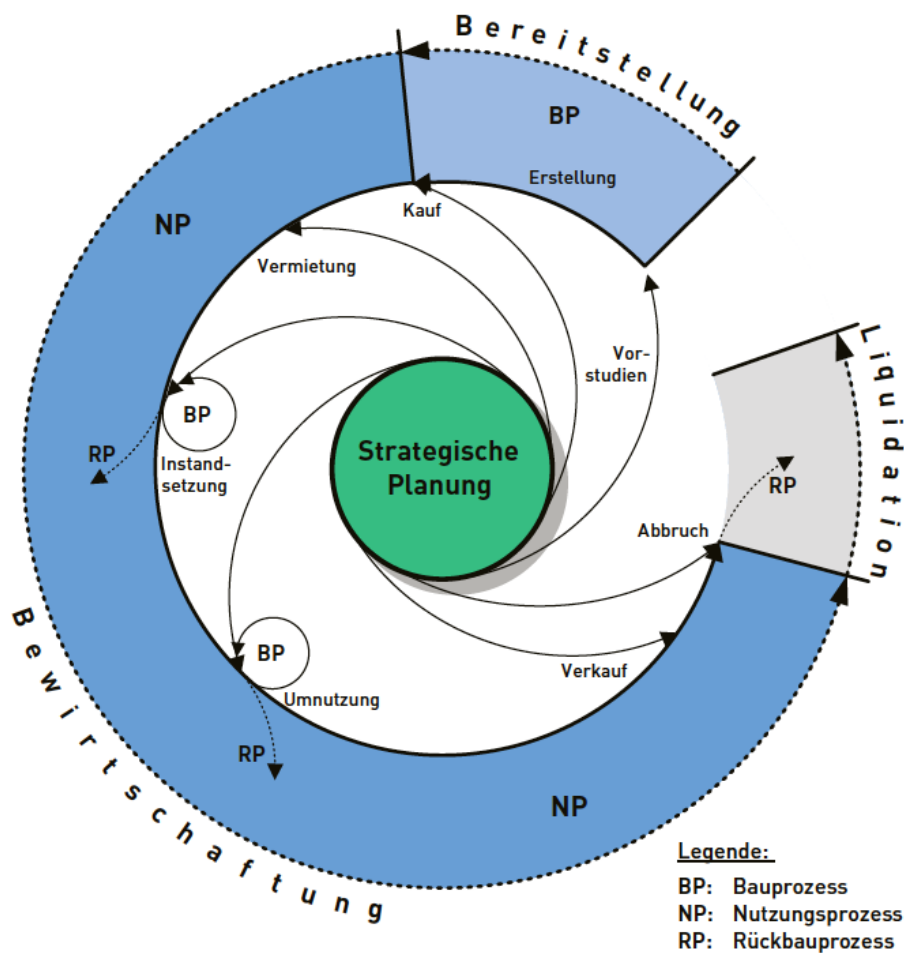 Bereitstellung
BP
Erstellung
Kauf
NP
Vermietung
Vor-
studien
Liquidation
BP
RP
Instand-
setzung
Strategische
Planung
RP
Abbruch
Verkauf
BP
Umnutzung
RP
NP
Bewirtschaftung
Legende:
BP: Bauprozess
NP: Nutzungsprozess
RP: Rückbauprozess